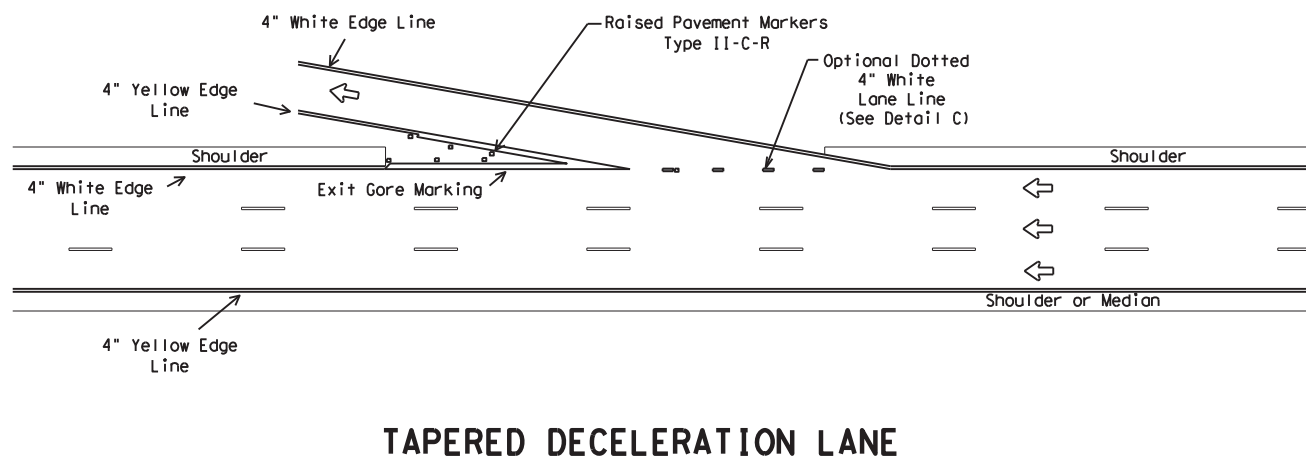 4" White Edge Line
Raised Pavement Markers
Type II-C-R
Optional Dotted
4" White
Lane Line
(See Detail C)
4" Yellow Edge
Line
Shoulder
Shoulder
4" White Edge
Line
Exit Gore Marking
Shoulder or Median
4" Yellow Edge
Line
TAPERED DECELERATION LANE